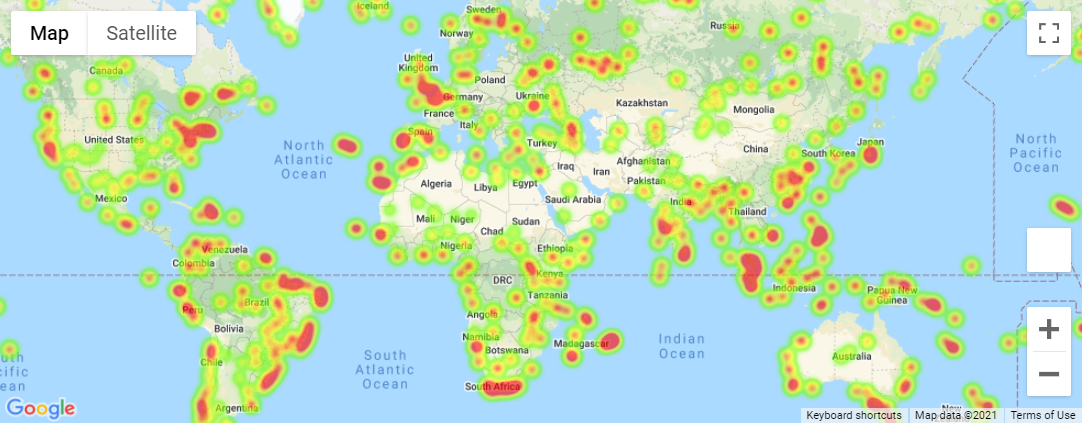 Map
Satellite
Iceland
Sweden
Norway
Russia
United
Kingdom
Canada
Poland
Germany
Ukraine
France
Kazakhstan
Mongolia
Italy
Spain
United States
North
Atlantic
Ocean
Turkey
China
Japan
South Korea
North
Pacific
Ocean
Afghanistan
Iraq
Iran
Pakistan
Algeria
Libya
Egypt
Saudi Arabia
India
Mexico
Mali
Niger
Sudan
Chad
Thailand
Nigeria
Ethiopia
Venezuela
Colombia
DRC
Kenya
Tanzania
Indonesia
Papua New
Guinea
Brazil
Peru
Angola
Bolivia
Namibia
Botswana
Madagascar
Indian
Ocean
Australia
Chile
South
Atlantic
Ocean
South Africa
Argentina
New
Google
Keyboard shortcuts
Map data ©2021
Terms of Use